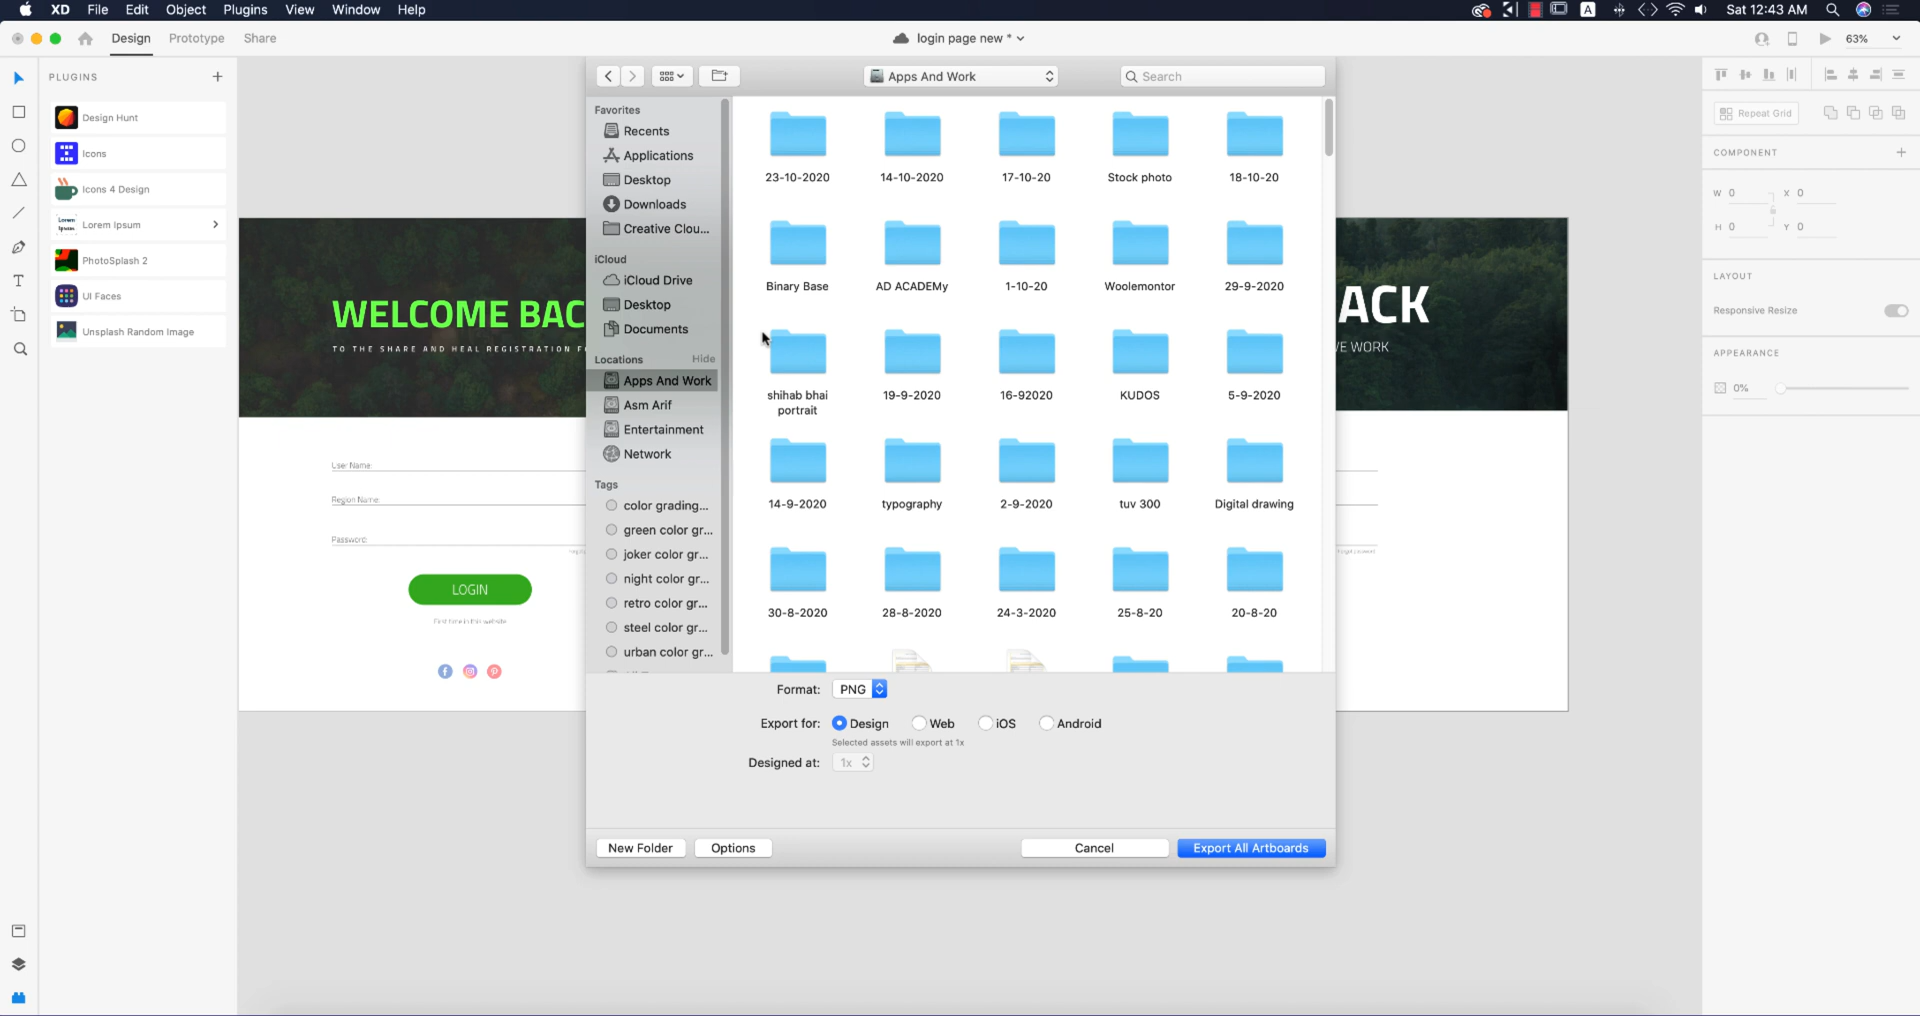 XD File Edit Object Plugins View Window Help
A Sat 12:43 AM
Design Prototype Share
login page new *
63%
PLUGINS
Design Hunt
Icons
Icons 4 Design
Lorem Ipsum
Lorem Ipsum
PhotoSplash 2
UI Faces
Unsplash Random Image
WELCOME BAC
TO THE SHARE AND HEAL REGISTRATION F
User Name:
Region Name:
Password:
LOGIN
First time in this website
Apps And Work
Search
Favorites
Recents
Applications
Desktop
Downloads
Creative Clou...
iCloud
iCloud Drive
Desktop
Documents
Locations Hide
Apps And Work
Asm Arif
Entertainment
Network
Tags
color grading...
green color gr...
joker color gr...
night color gr...
retro color gr...
steel color gr...
urban color gr...
23-10-2020 14-10-2020 17-10-20 Stock photo 18-10-20
Binary Base AD ACADEMy 1-10-20 Woolemontor 29-9-2020
shihab bhai
portrait
19-9-2020 16-92020 KUDOS 5-9-2020
14-9-2020 typography 2-9-2020 tuv 300 Digital drawing
30-8-2020 28-8-2020 24-3-2020 25-8-20 20-8-20
Format: PNG
Export for: Design Web iOS Android
Selected assets will export at 1x
Designed at: 1x
New Folder Options Cancel Export All Artboards
ACK
VE WORK
Repeat Grid
COMPONENT
W 0 X 0
H 0 Y 0
LAYOUT
Responsive Resize
APPEARANCE
0%